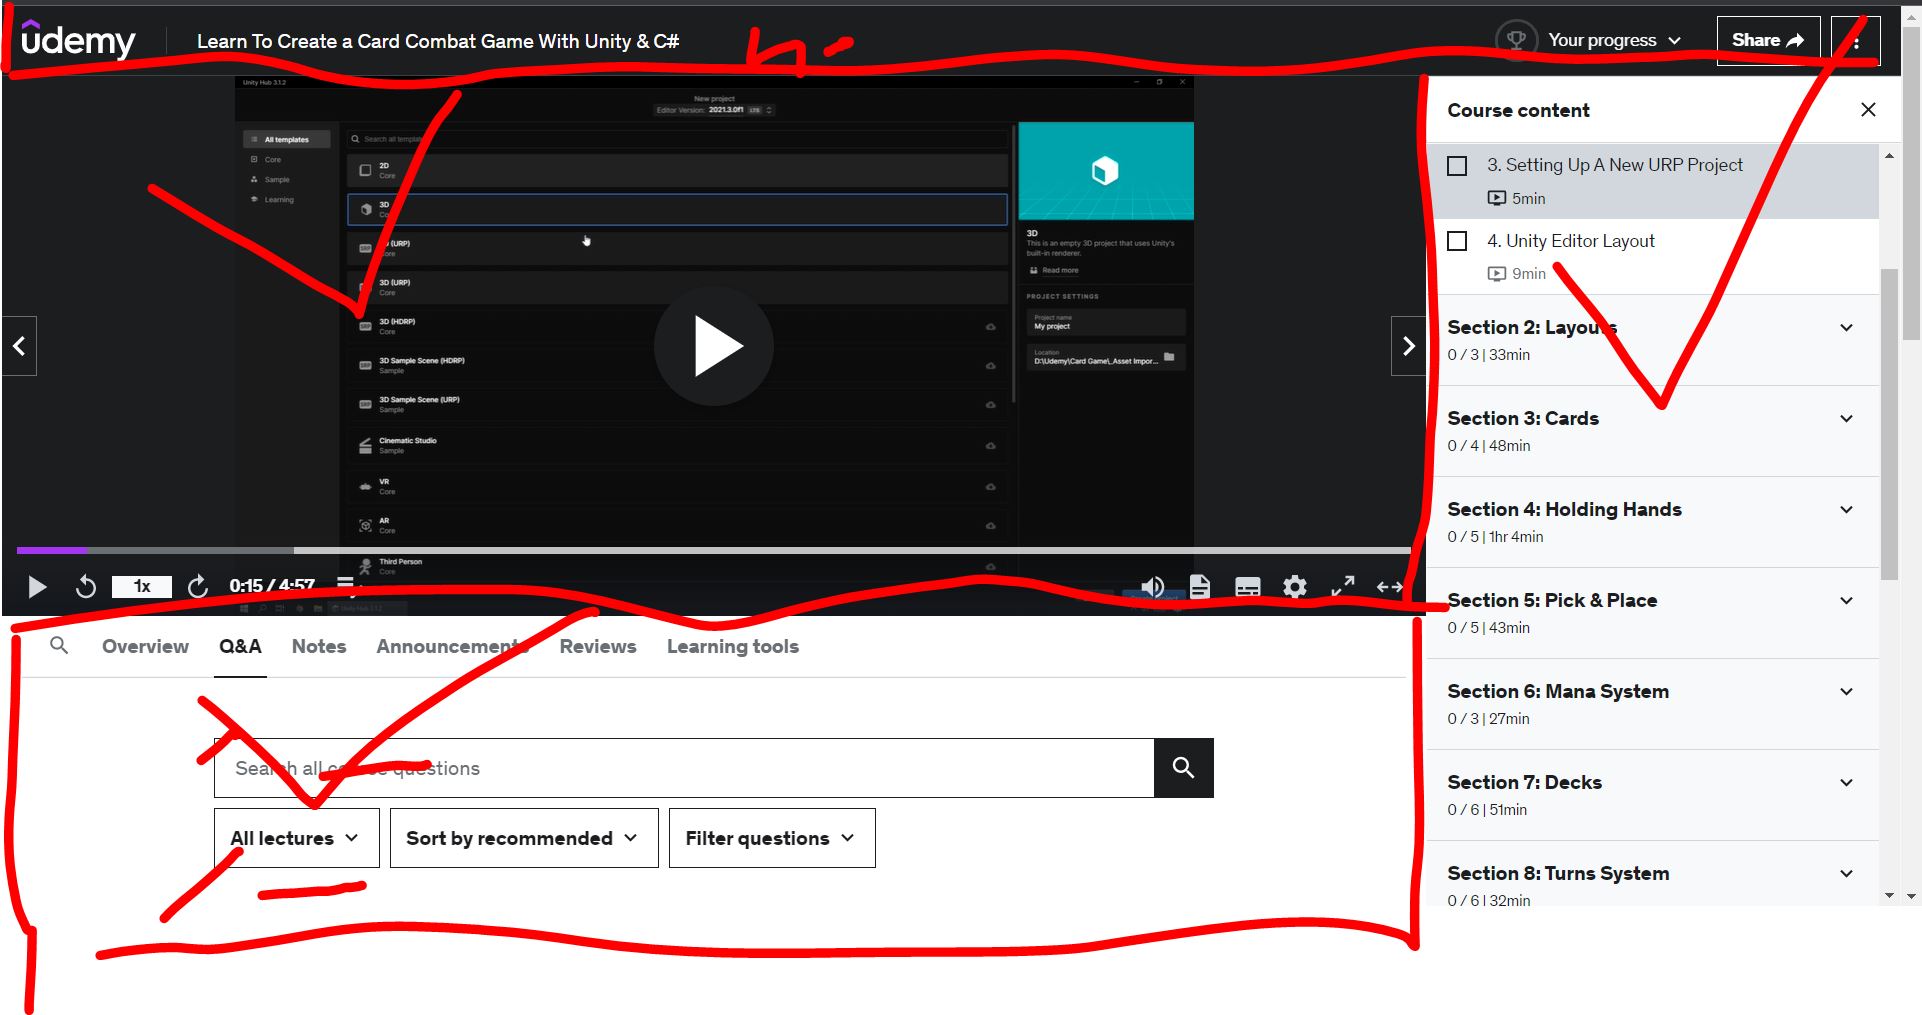 udemy
Learn To Create a Card Combat Game With Unity & C#
Your progress
Share
Unity Hub 3.1.2
New project
Editor Version: 2021.3.0f1 LTS
All templates
Core
Sample
Learning
Search all templa
2D
Core
3D
3D (URP)
Core
3D (HDRP)
Core
3D Sample Scene (HDRP)
Sample
3D Sample Scene (URP)
Sample
Cinematic Studio
Sample
VR
Core
AR
Core
Third Person
Core
3D
This is an empty 3D project that uses Unity's
built-in renderer.
Read more
PROJECT SETTINGS
Project name
My project
Location
D:\Udemy\Card Game\_Asset Impor...
1x
0:15 / 4:57
Unity Hub 3.1.2
Course content
3. Setting Up A New URP Project
5min
4. Unity Editor Layout
9min
Section 2: Layouts
0 / 3 | 33min
Section 3: Cards
0 / 4 | 48min
Section 4: Holding Hands
0 / 5 | 1hr 4min
Section 5: Pick & Place
0 / 5 | 43min
Section 6: Mana System
0 / 3 | 27min
Section 7: Decks
0 / 6 | 51min
Section 8: Turns System
0 / 6 | 32min
Overview
Q&A
Notes
Announcements
Reviews
Learning tools
Search all course questions
All lectures
Sort by recommended
Filter questions